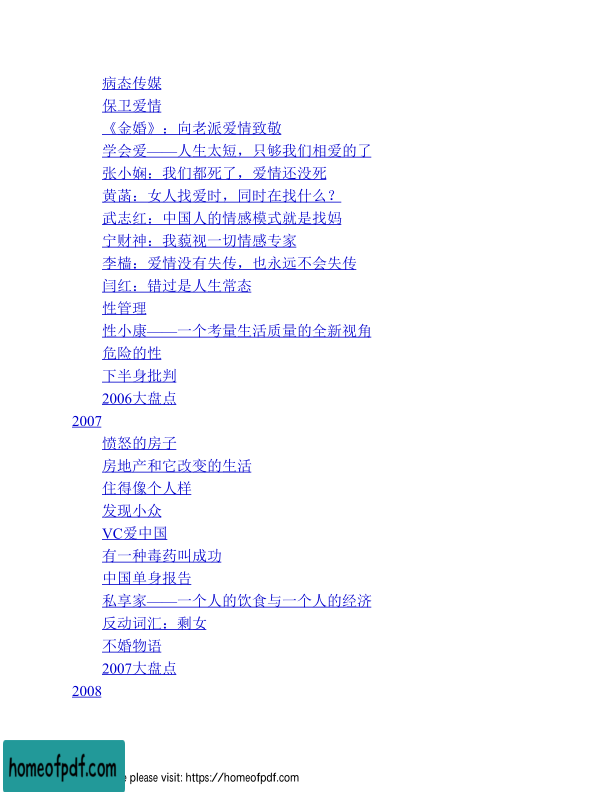 病态传媒
保卫爱情
《金婚》：向老派爱情致敬
学会爱——人生太短，只够我们相爱的了
张小娴：我们都死了，爱情还没死
黄菡：女人找爱时，同时在找什么？
武志红：中国人的情感模式就是找妈
宁财神：我藐视一切情感专家
李樯：爱情没有失传，也永远不会失传
闫红：错过是人生常态
性管理
性小康——一个考量生活质量的全新视角
危险的性
下半身批判
2006大盘点
2007
愤怒的房子
房地产和它改变的生活
住得像个人样
发现小众
VC爱中国
有一种毒药叫成功
中国单身报告
私享家——一个人的饮食与一个人的经济
反动词汇：剩女
不婚物语
2007大盘点
2008
homeofpdf.com
e please visit: https://homeofpdf.com